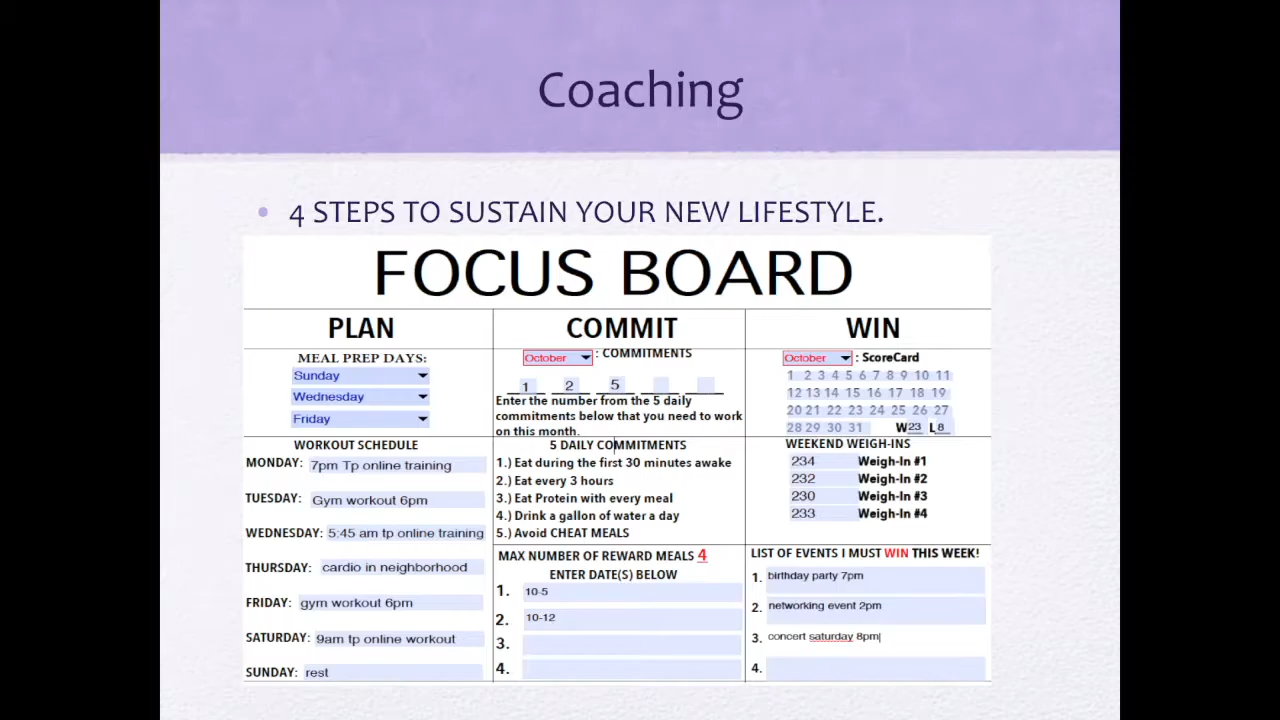 Coaching
• 4 STEPS TO SUSTAIN YOUR NEW LIFESTYLE.
FOCUS BOARD
PLAN
MEAL PREP DAYS:
Sunday
Wednesday
Friday
WORKOUT SCHEDULE
MONDAY: 7pm Tp online training
TUESDAY: Gym workout 6pm
WEDNESDAY: 5:45 am tp online training
THURSDAY: cardio in neighborhood
FRIDAY: gym workout 6pm
SATURDAY: 9am tp online workout
SUNDAY: rest
COMMIT
October : COMMITMENTS
1 2 5
Enter the number from the 5 daily
commitments below that you need to work
on this month.
5 DAILY COMMITMENTS
1.) Eat during the first 30 minutes awake
2.) Eat every 3 hours
3.) Eat Protein with every meal
4.) Drink a gallon of water a day
5.) Avoid CHEAT MEALS
MAX NUMBER OF REWARD MEALS 4
ENTER DATE(S) BELOW
1. 10-5
2. 10-12
3.
4.
WIN
October : ScoreCard
1 2 3 4 5 6 7 8 9 10 11
12 13 14 15 16 17 18 19
20 21 22 23 24 25 26 27
28 29 30 31 W23 L8
WEEKEND WEIGH-INS
234 Weigh-In #1
232 Weigh-In #2
230 Weigh-In #3
233 Weigh-In #4
LIST OF EVENTS I MUST WIN THIS WEEK!
1. birthday party 7pm
2. networking event 2pm
3. concert saturday 8pm
4.